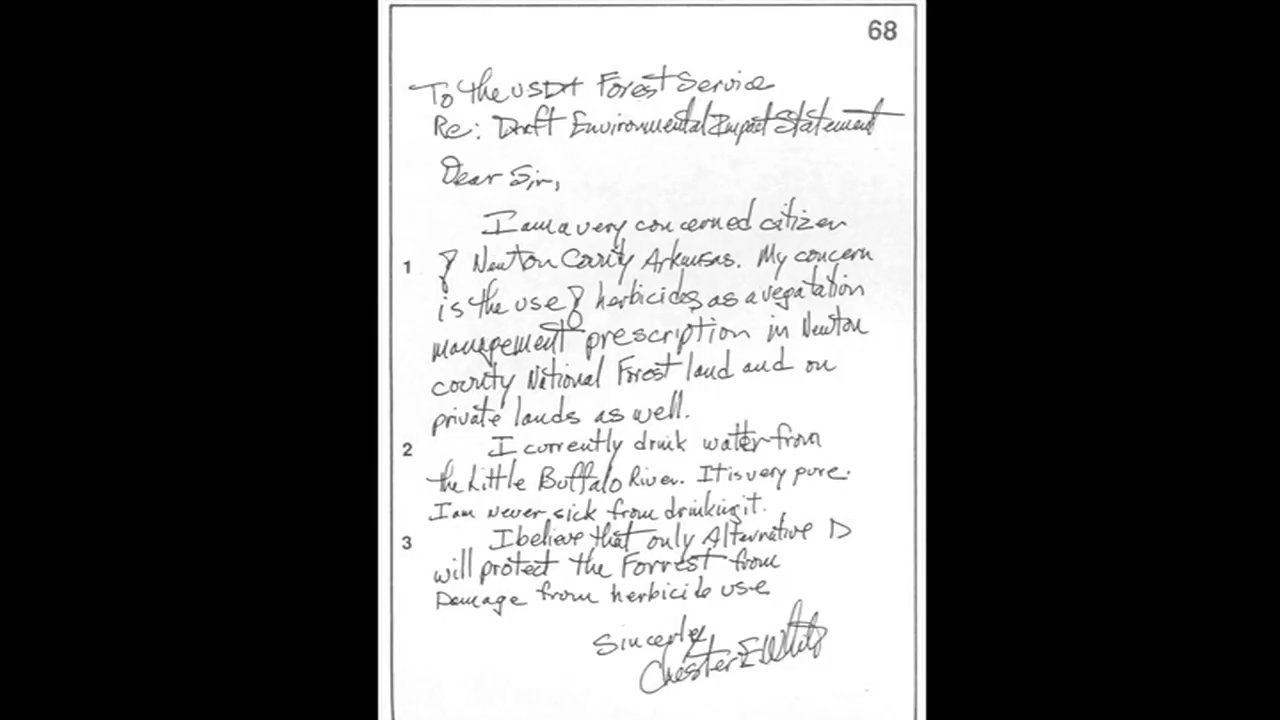 68
To the USDA Forest Service
Re: Draft Environmental Impact Statement
Dear Sir,
I am a very concerned citizen
1 of Newton County Arkansas. My concern
is the use of herbicides as a vegatation
management prescription in Newton
county National Forest land and on
private lands as well.
2 I currently drink water from
the Little Buffalo River. It is very pure.
I am never sick from drinking it.
3 I believe that only Alternative D
will protect the Forrest from
Damage from herbicide use
Sincerly
Chester E